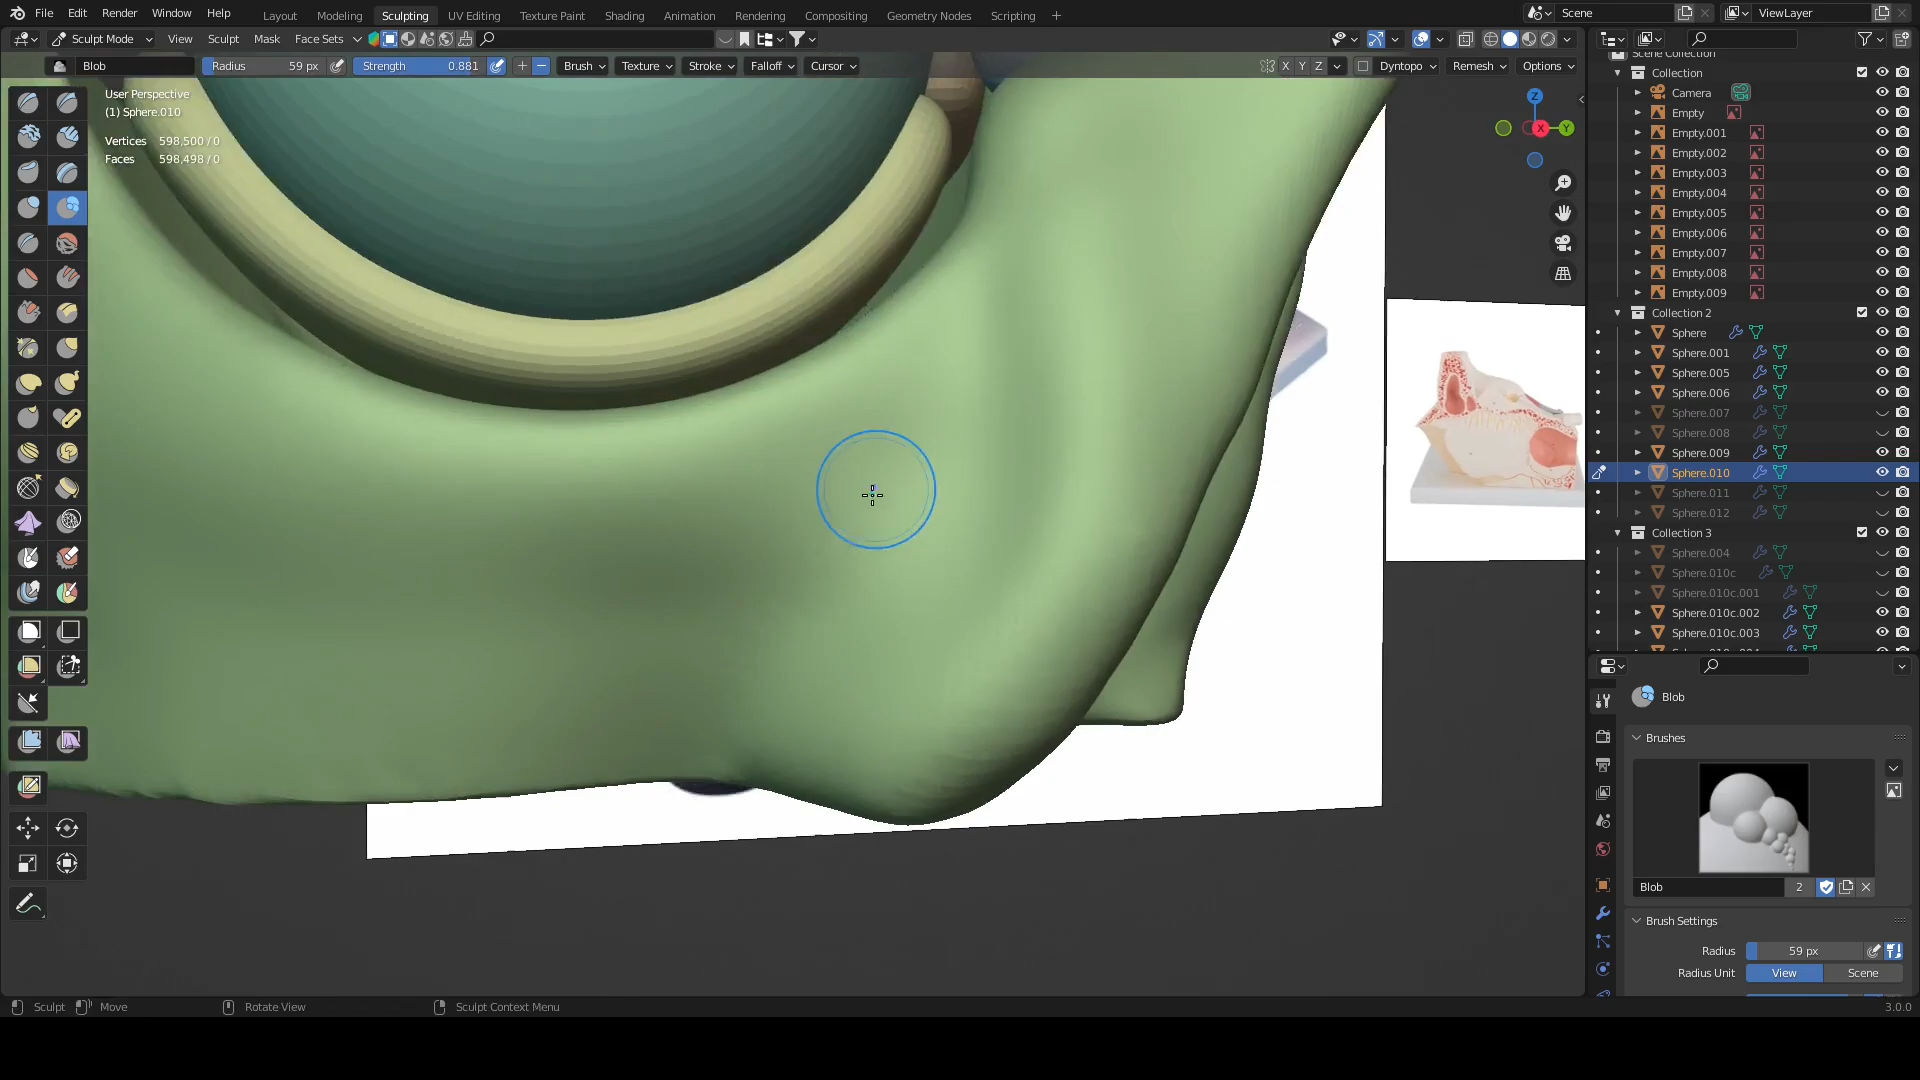 File Edit Render Window Help Layout Modeling Sculpting UV Editing Texture Paint Shading Animation Rendering Compositing Geometry Nodes Scripting + Scene ViewLayer
Sculpt Mode View Sculpt Mask Face Sets
Blob Radius 59 px Strength 0.881 Brush Texture Stroke Falloff Cursor X Y Z Dyntopo Remesh Options
User Perspective
(1) Sphere.010
Vertices 598,500 / 0
Faces 598,498 / 0
Z
X
Y
Scene Collection
Collection
Camera
Empty
Empty.001
Empty.002
Empty.003
Empty.004
Empty.005
Empty.006
Empty.007
Empty.008
Empty.009
Collection 2
Sphere
Sphere.001
Sphere.005
Sphere.006
Sphere.007
Sphere.008
Sphere.009
Sphere.010
Sphere.011
Sphere.012
Collection 3
Sphere.004
Sphere.010c
Sphere.010c.001
Sphere.010c.002
Sphere.010c.003
Blob
Brushes
Blob 2
Brush Settings
Radius 59 px
Radius Unit View Scene
Sculpt Move Rotate View Sculpt Context Menu 3.0.0